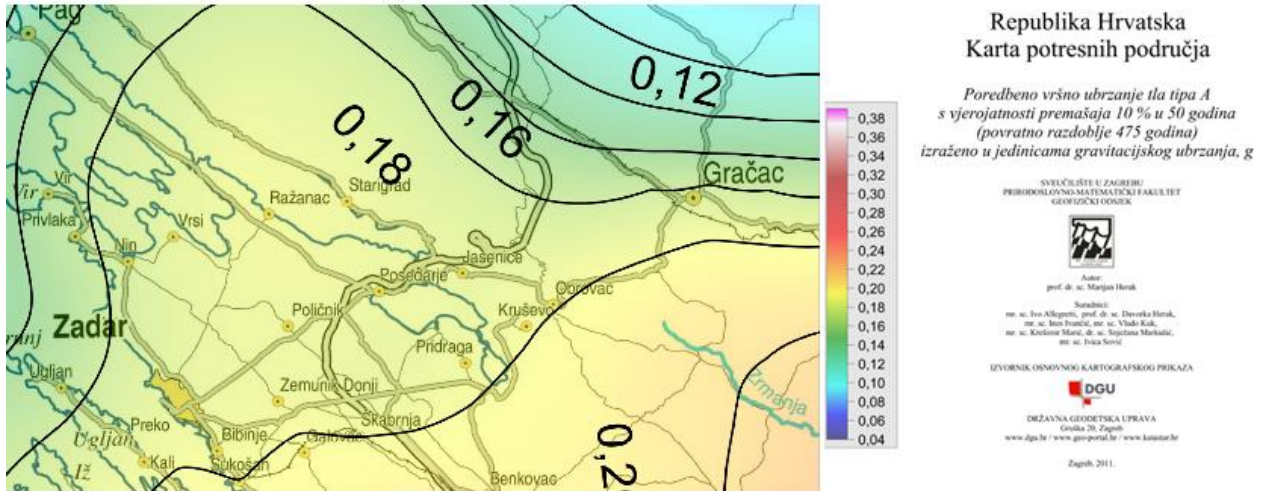 Pag
0,12
0,16
0,18
Gračac
Vir
Vir
Starigrad
Ražanac
Privlaka
Vrsi
Nin
Jasenice
Posedarje
Obrovac
Poličnik
Kruševo
Zadar
Pridraga
Ugljan
Zrmanja
Zemunik Donji
Preko
Škabrnja
Bibinje
Galovac
Ugljan
Kali
Sukošan
Iž
Benkovac
0,38
0,36
0,34
0,32
0,30
0,28
0,26
0,24
0,22
0,20
0,18
0,16
0,14
0,12
0,10
0,08
0,06
0,04
Republika Hrvatska
Karta potresnih područja
Poredbeno vršno ubrzanje tla tipa A
s vjerojatnosti premašaja 10 % u 50 godina
(povratno razdoblje 475 godina)
izraženo u jedinicama gravitacijskog ubrzanja, g
SVEUČILIŠTE U ZAGREBU
PRIRODOSLOVNO-MATEMATIČKI FAKULTET
GEOFIZIČKI ODSJEK
Autor:
prof. dr. sc. Marijan Herak
Suradnici:
mr. sc. Ivo Allegretti, prof. dr. sc. Davorka Herak,
mr. sc. Ines Ivančić, mr. sc. Vlado Kuk,
mr. sc. Krešimir Marić, dr. sc. Snježana Markušić,
mr. sc. Ivica Sović
IZVORNIK OSNOVNOG KARTOGRAFSKOG PRIKAZA
DGU
DRŽAVNA GEODETSKA UPRAVA
Gruška 20, Zagreb
www.dgu.hr / www.geo-portal.hr / www.katastar.hr
Zagreb, 2011.